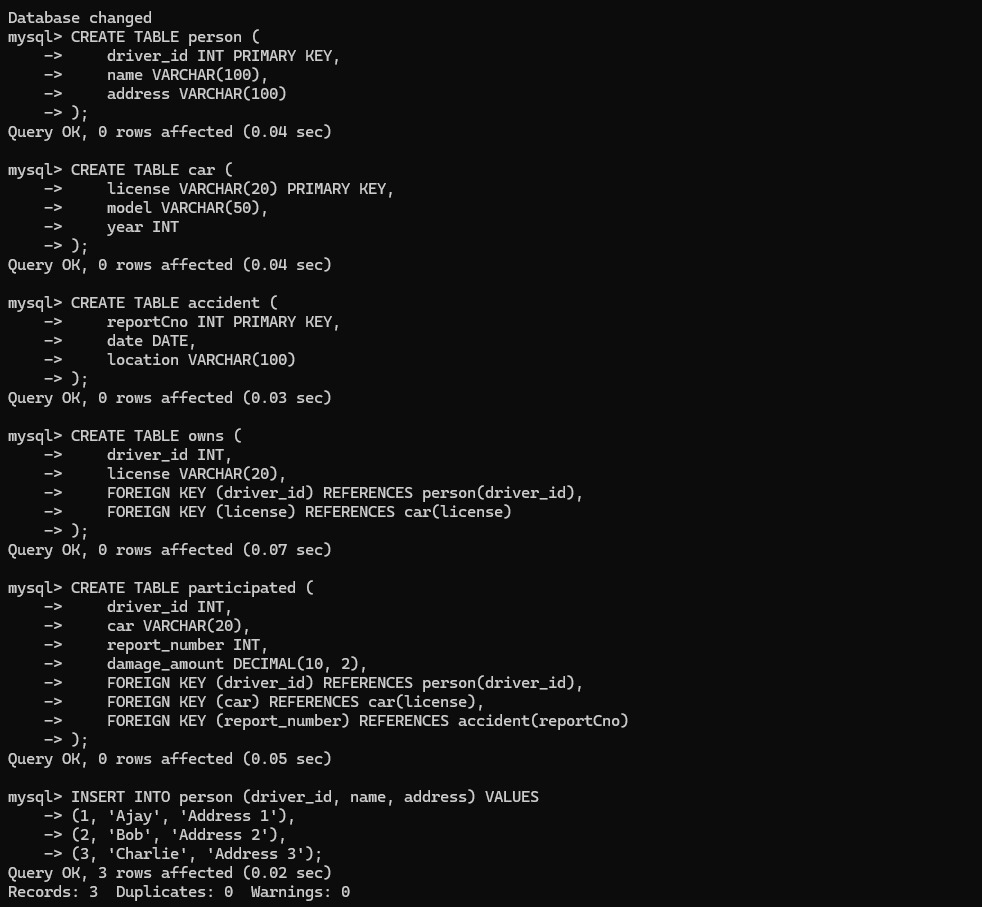 Database changed
mysql> CREATE TABLE person (
    ->     driver_id INT PRIMARY KEY,
    ->     name VARCHAR(100),
    ->     address VARCHAR(100)
    -> );
Query OK, 0 rows affected (0.04 sec)

mysql> CREATE TABLE car (
    ->     license VARCHAR(20) PRIMARY KEY,
    ->     model VARCHAR(50),
    ->     year INT
    -> );
Query OK, 0 rows affected (0.04 sec)

mysql> CREATE TABLE accident (
    ->     reportCno INT PRIMARY KEY,
    ->     date DATE,
    ->     location VARCHAR(100)
    -> );
Query OK, 0 rows affected (0.03 sec)

mysql> CREATE TABLE owns (
    ->     driver_id INT,
    ->     license VARCHAR(20),
    ->     FOREIGN KEY (driver_id) REFERENCES person(driver_id),
    ->     FOREIGN KEY (license) REFERENCES car(license)
    -> );
Query OK, 0 rows affected (0.07 sec)

mysql> CREATE TABLE participated (
    ->     driver_id INT,
    ->     car VARCHAR(20),
    ->     report_number INT,
    ->     damage_amount DECIMAL(10, 2),
    ->     FOREIGN KEY (driver_id) REFERENCES person(driver_id),
    ->     FOREIGN KEY (car) REFERENCES car(license),
    ->     FOREIGN KEY (report_number) REFERENCES accident(reportCno)
    -> );
Query OK, 0 rows affected (0.05 sec)

mysql> INSERT INTO person (driver_id, name, address) VALUES
    -> (1, 'Ajay', 'Address 1'),
    -> (2, 'Bob', 'Address 2'),
    -> (3, 'Charlie', 'Address 3');
Query OK, 3 rows affected (0.02 sec)
Records: 3  Duplicates: 0  Warnings: 0